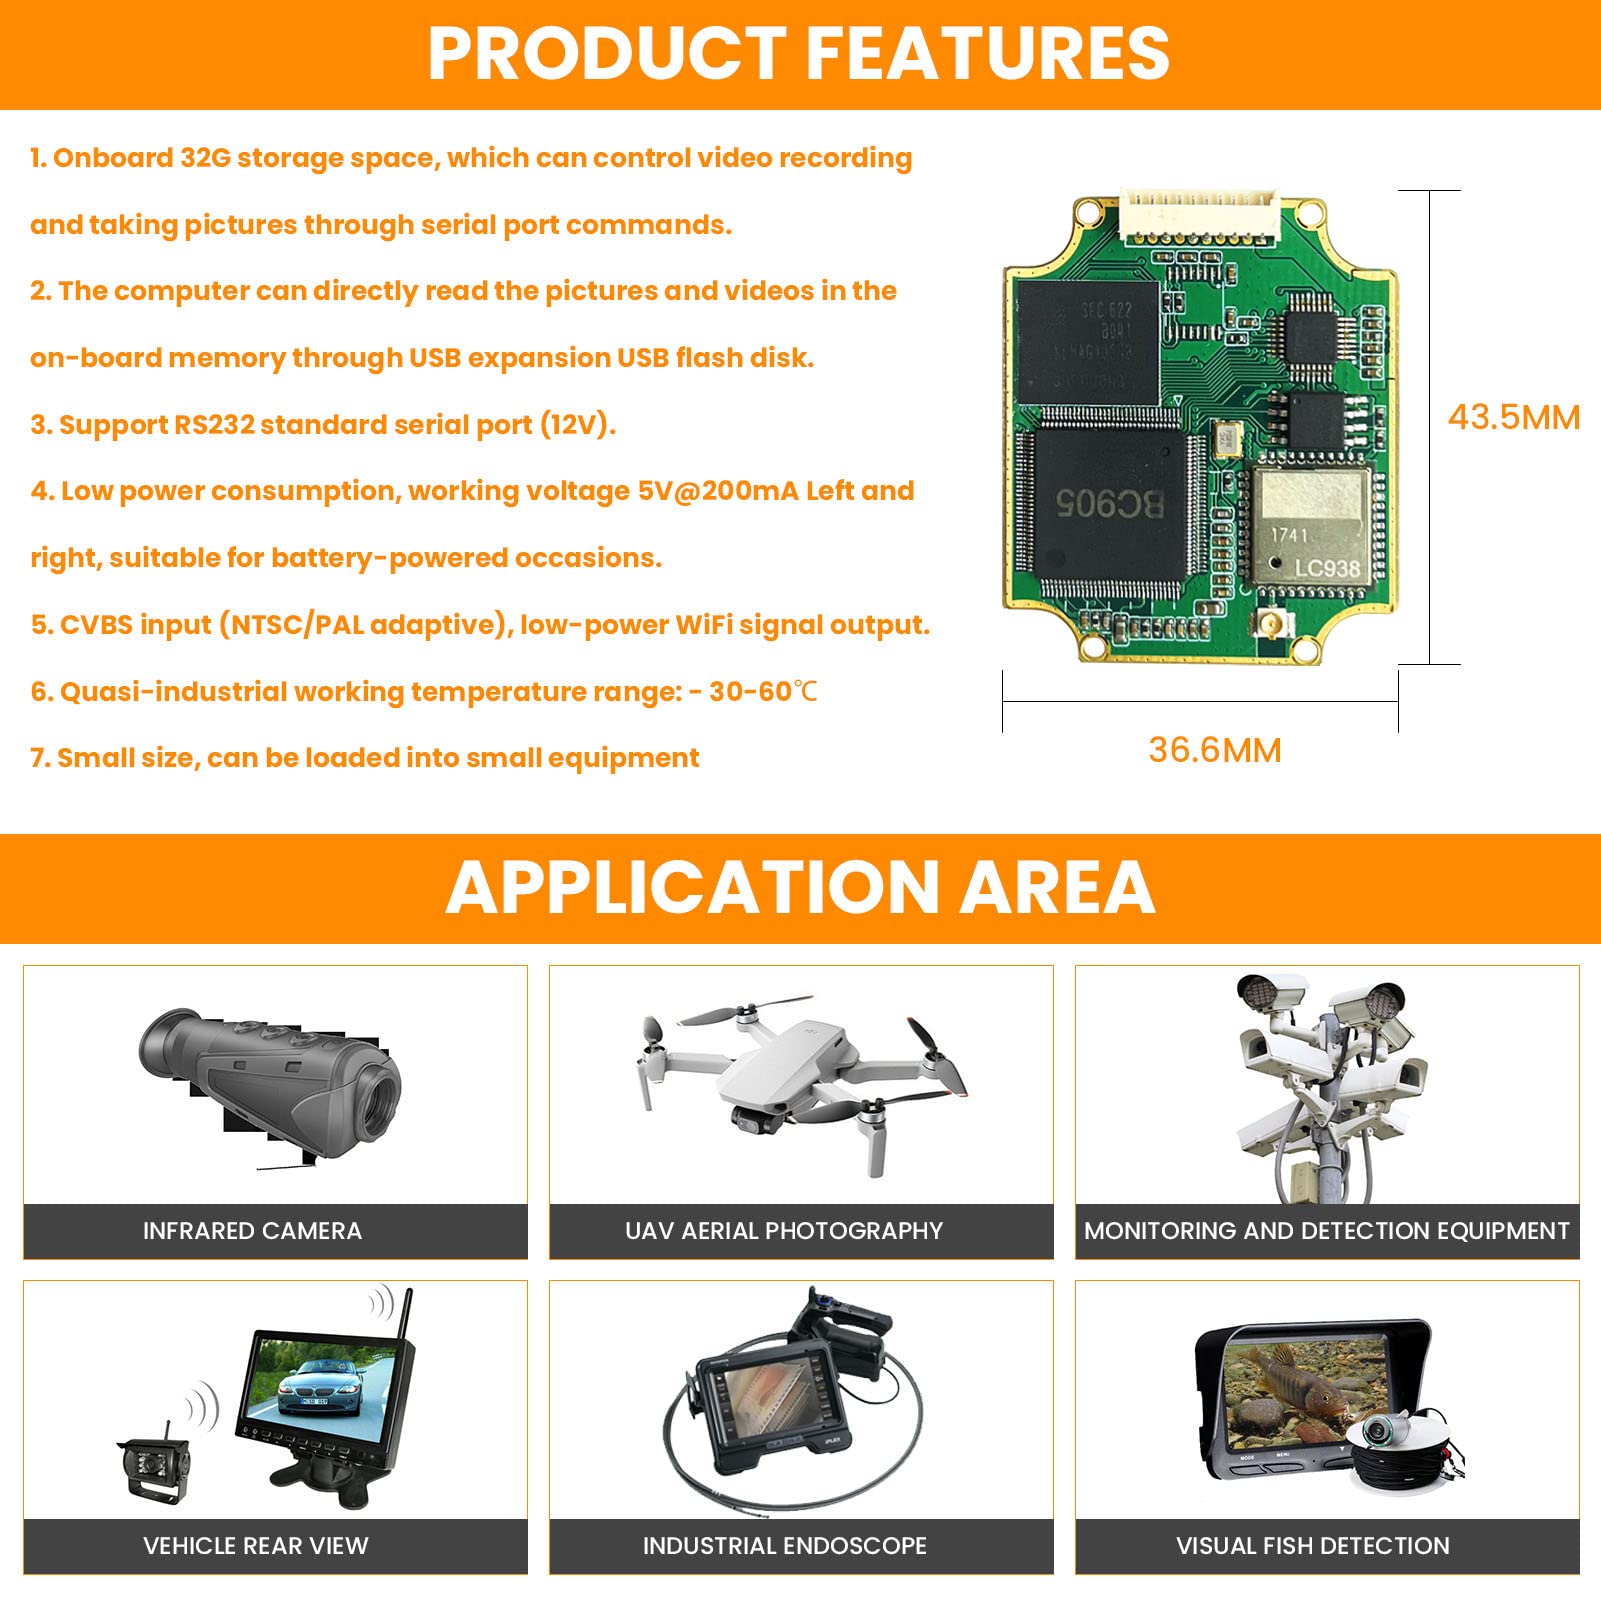 PRODUCT FEATURES
1. Onboard 32G storage space, which can control video recording
and taking pictures through serial port commands.
2. The computer can directly read the pictures and videos in the
on-board memory through USB expansion USB flash disk.
3. Support RS232 standard serial port (12V).
4. Low power consumption, working voltage 5V@200mA Left and
right, suitable for battery-powered occasions.
5. CVBS input (NTSC/PAL adaptive), low-power WiFi signal output.
6. Quasi-industrial working temperature range: - 30-60℃
7. Small size, can be loaded into small equipment
SEC 622
BC905
1741
LC938
43.5MM
36.6MM
APPLICATION AREA
INFRARED CAMERA
UAV AERIAL PHOTOGRAPHY
MONITORING AND DETECTION EQUIPMENT
VEHICLE REAR VIEW
IPLEX
INDUSTRIAL ENDOSCOPE
MODE
MENU
VISUAL FISH DETECTION